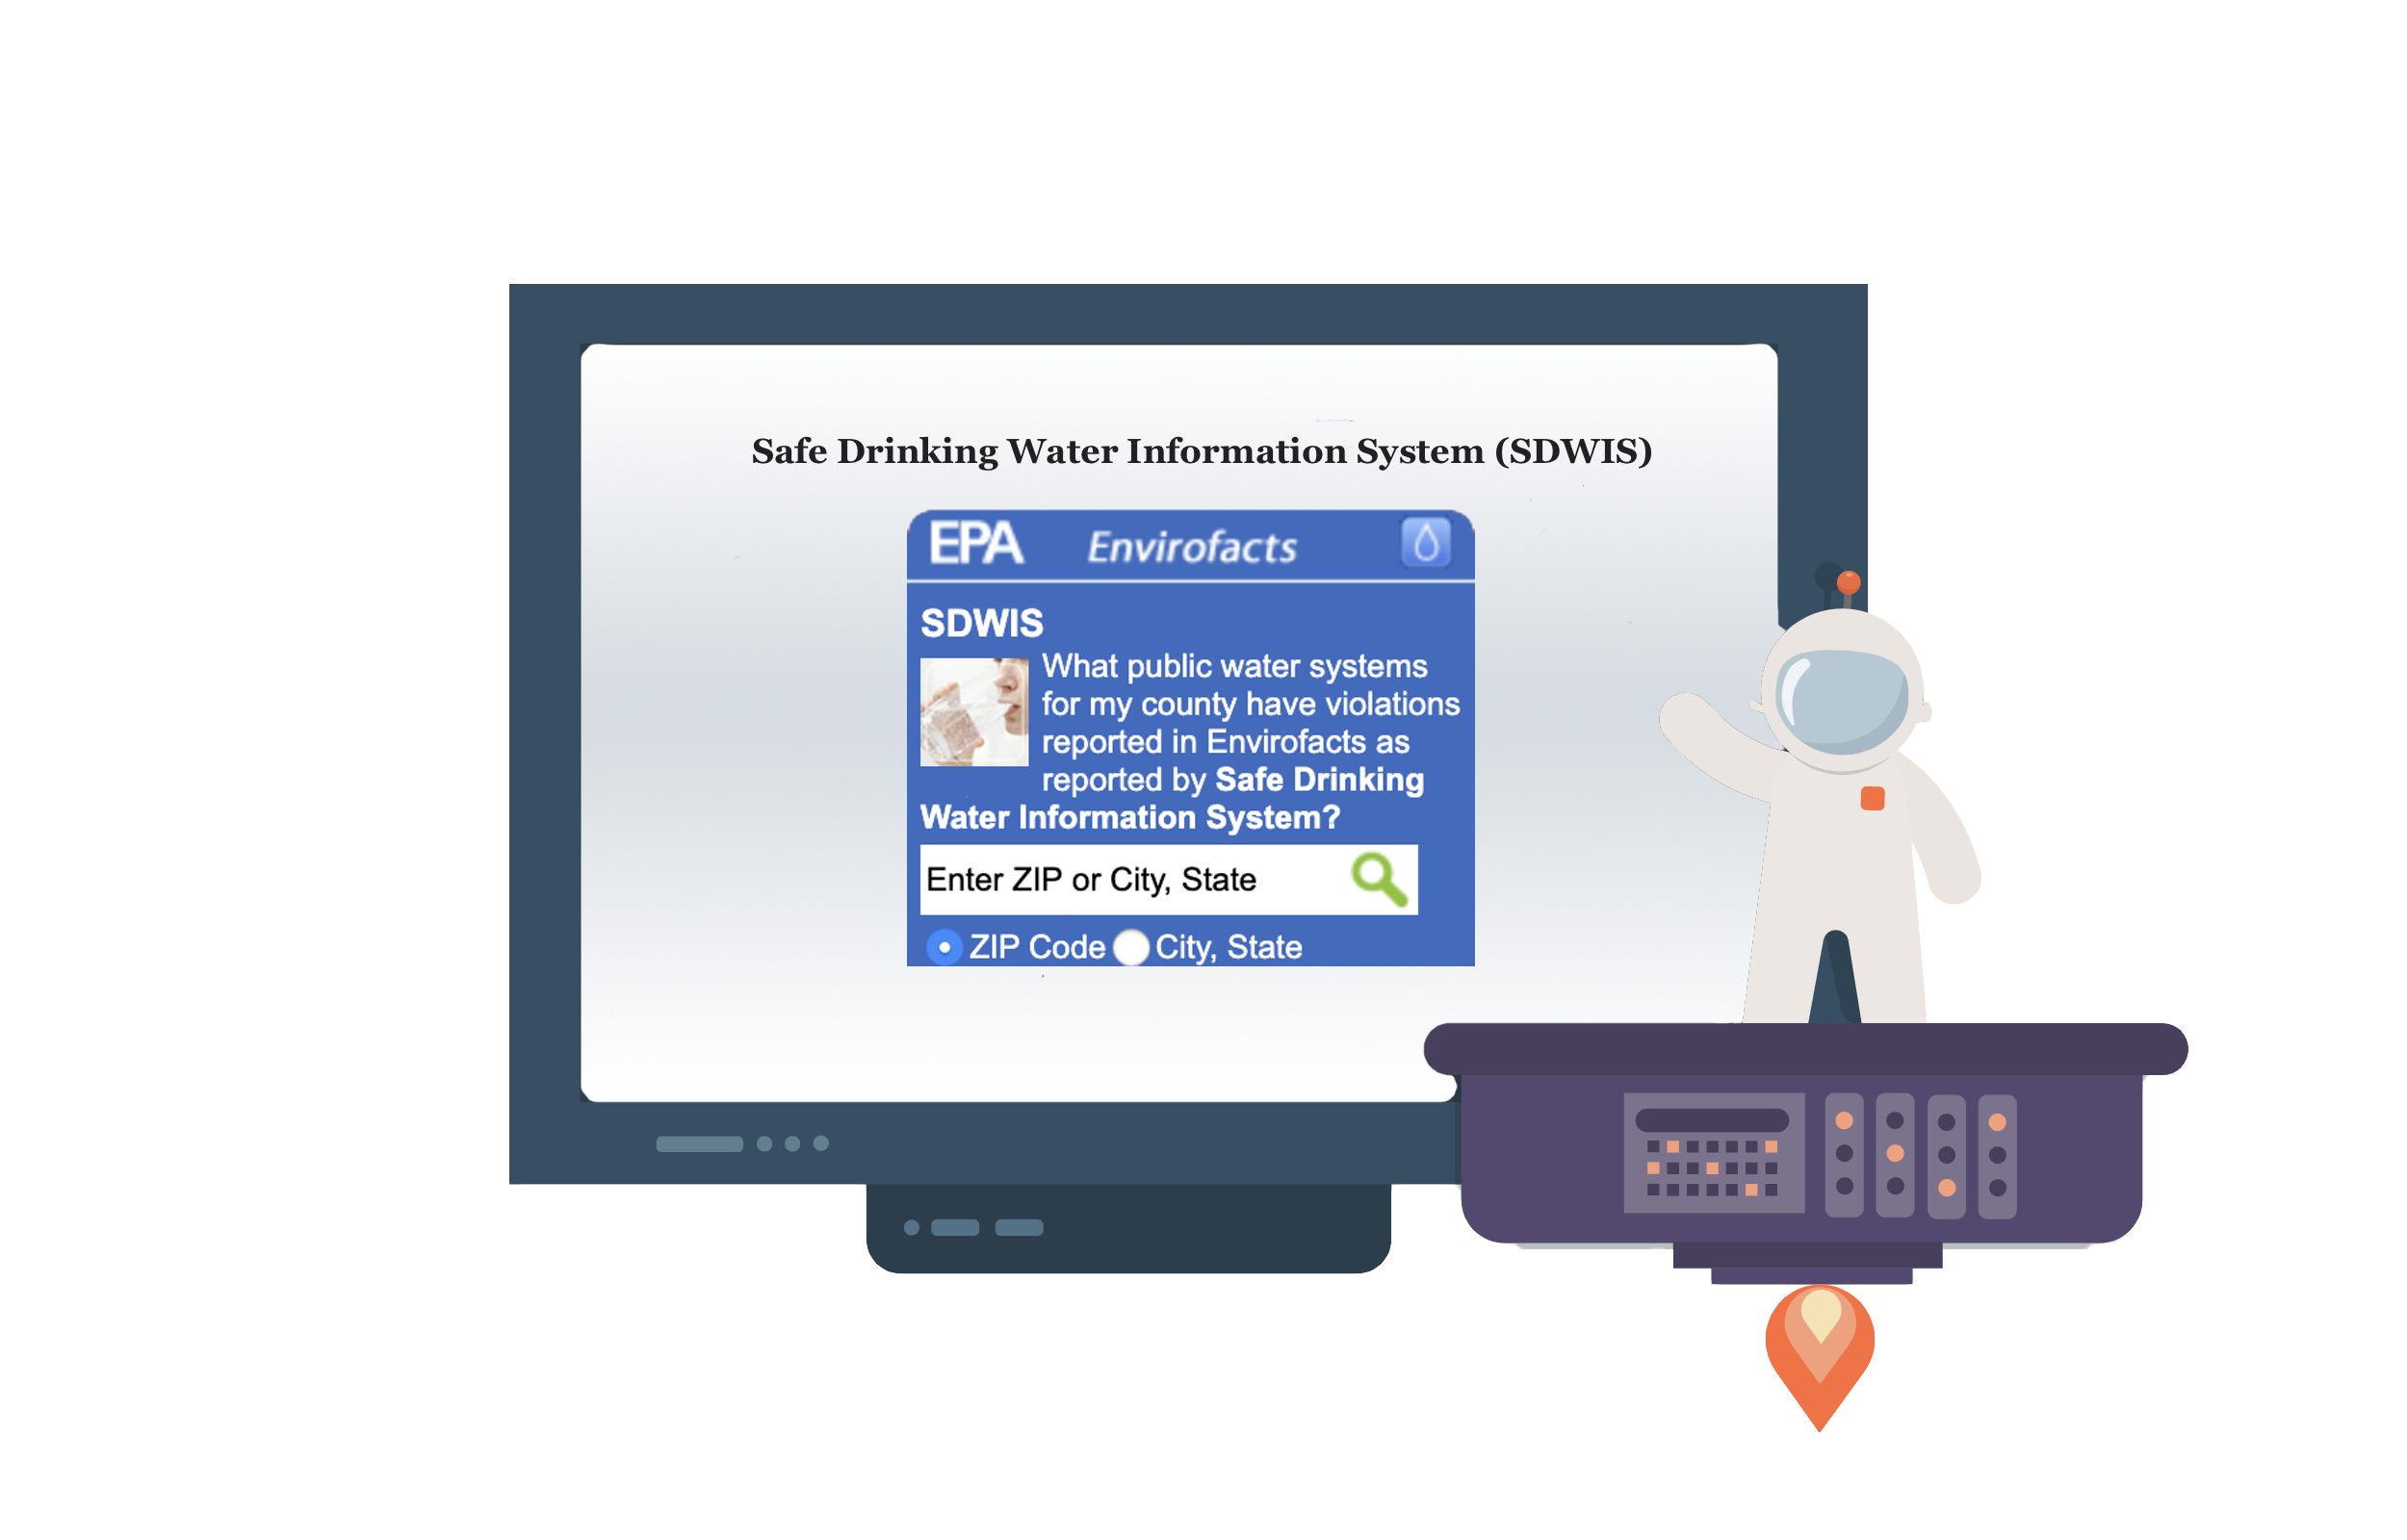 Safe Drinking Water Information System (SDWIS)
EPA Envirofacts
SDWIS
What public water systems
for my county have violations
reported in Envirofacts as
reported by Safe Drinking
Water Information System?
Enter ZIP or City, State
ZIP Code City, State